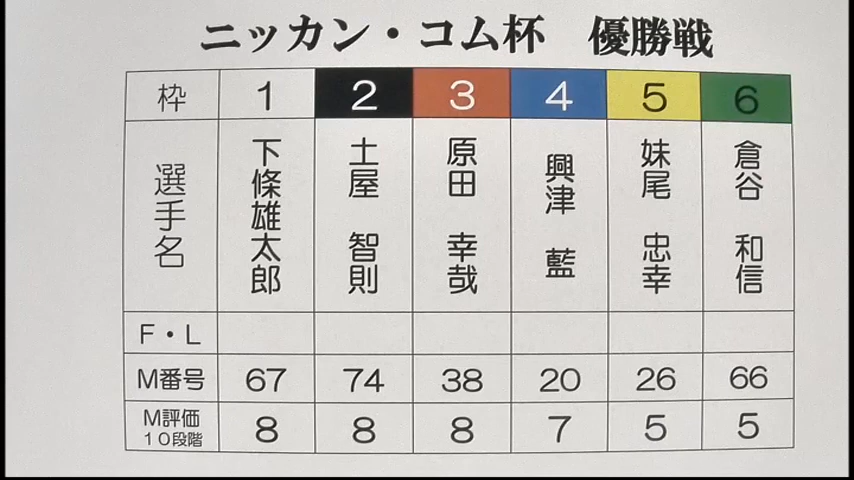 ニッカン・コム杯 優勝戦
枠 1 2 3 4 5 6
選手名 下條雄太郎 土屋 智則 原田 幸哉 興津 藍 妹尾 忠幸 倉谷 和信
F・L
M番号 67 74 38 20 26 66
M評価 10段階 8 8 8 7 5 5